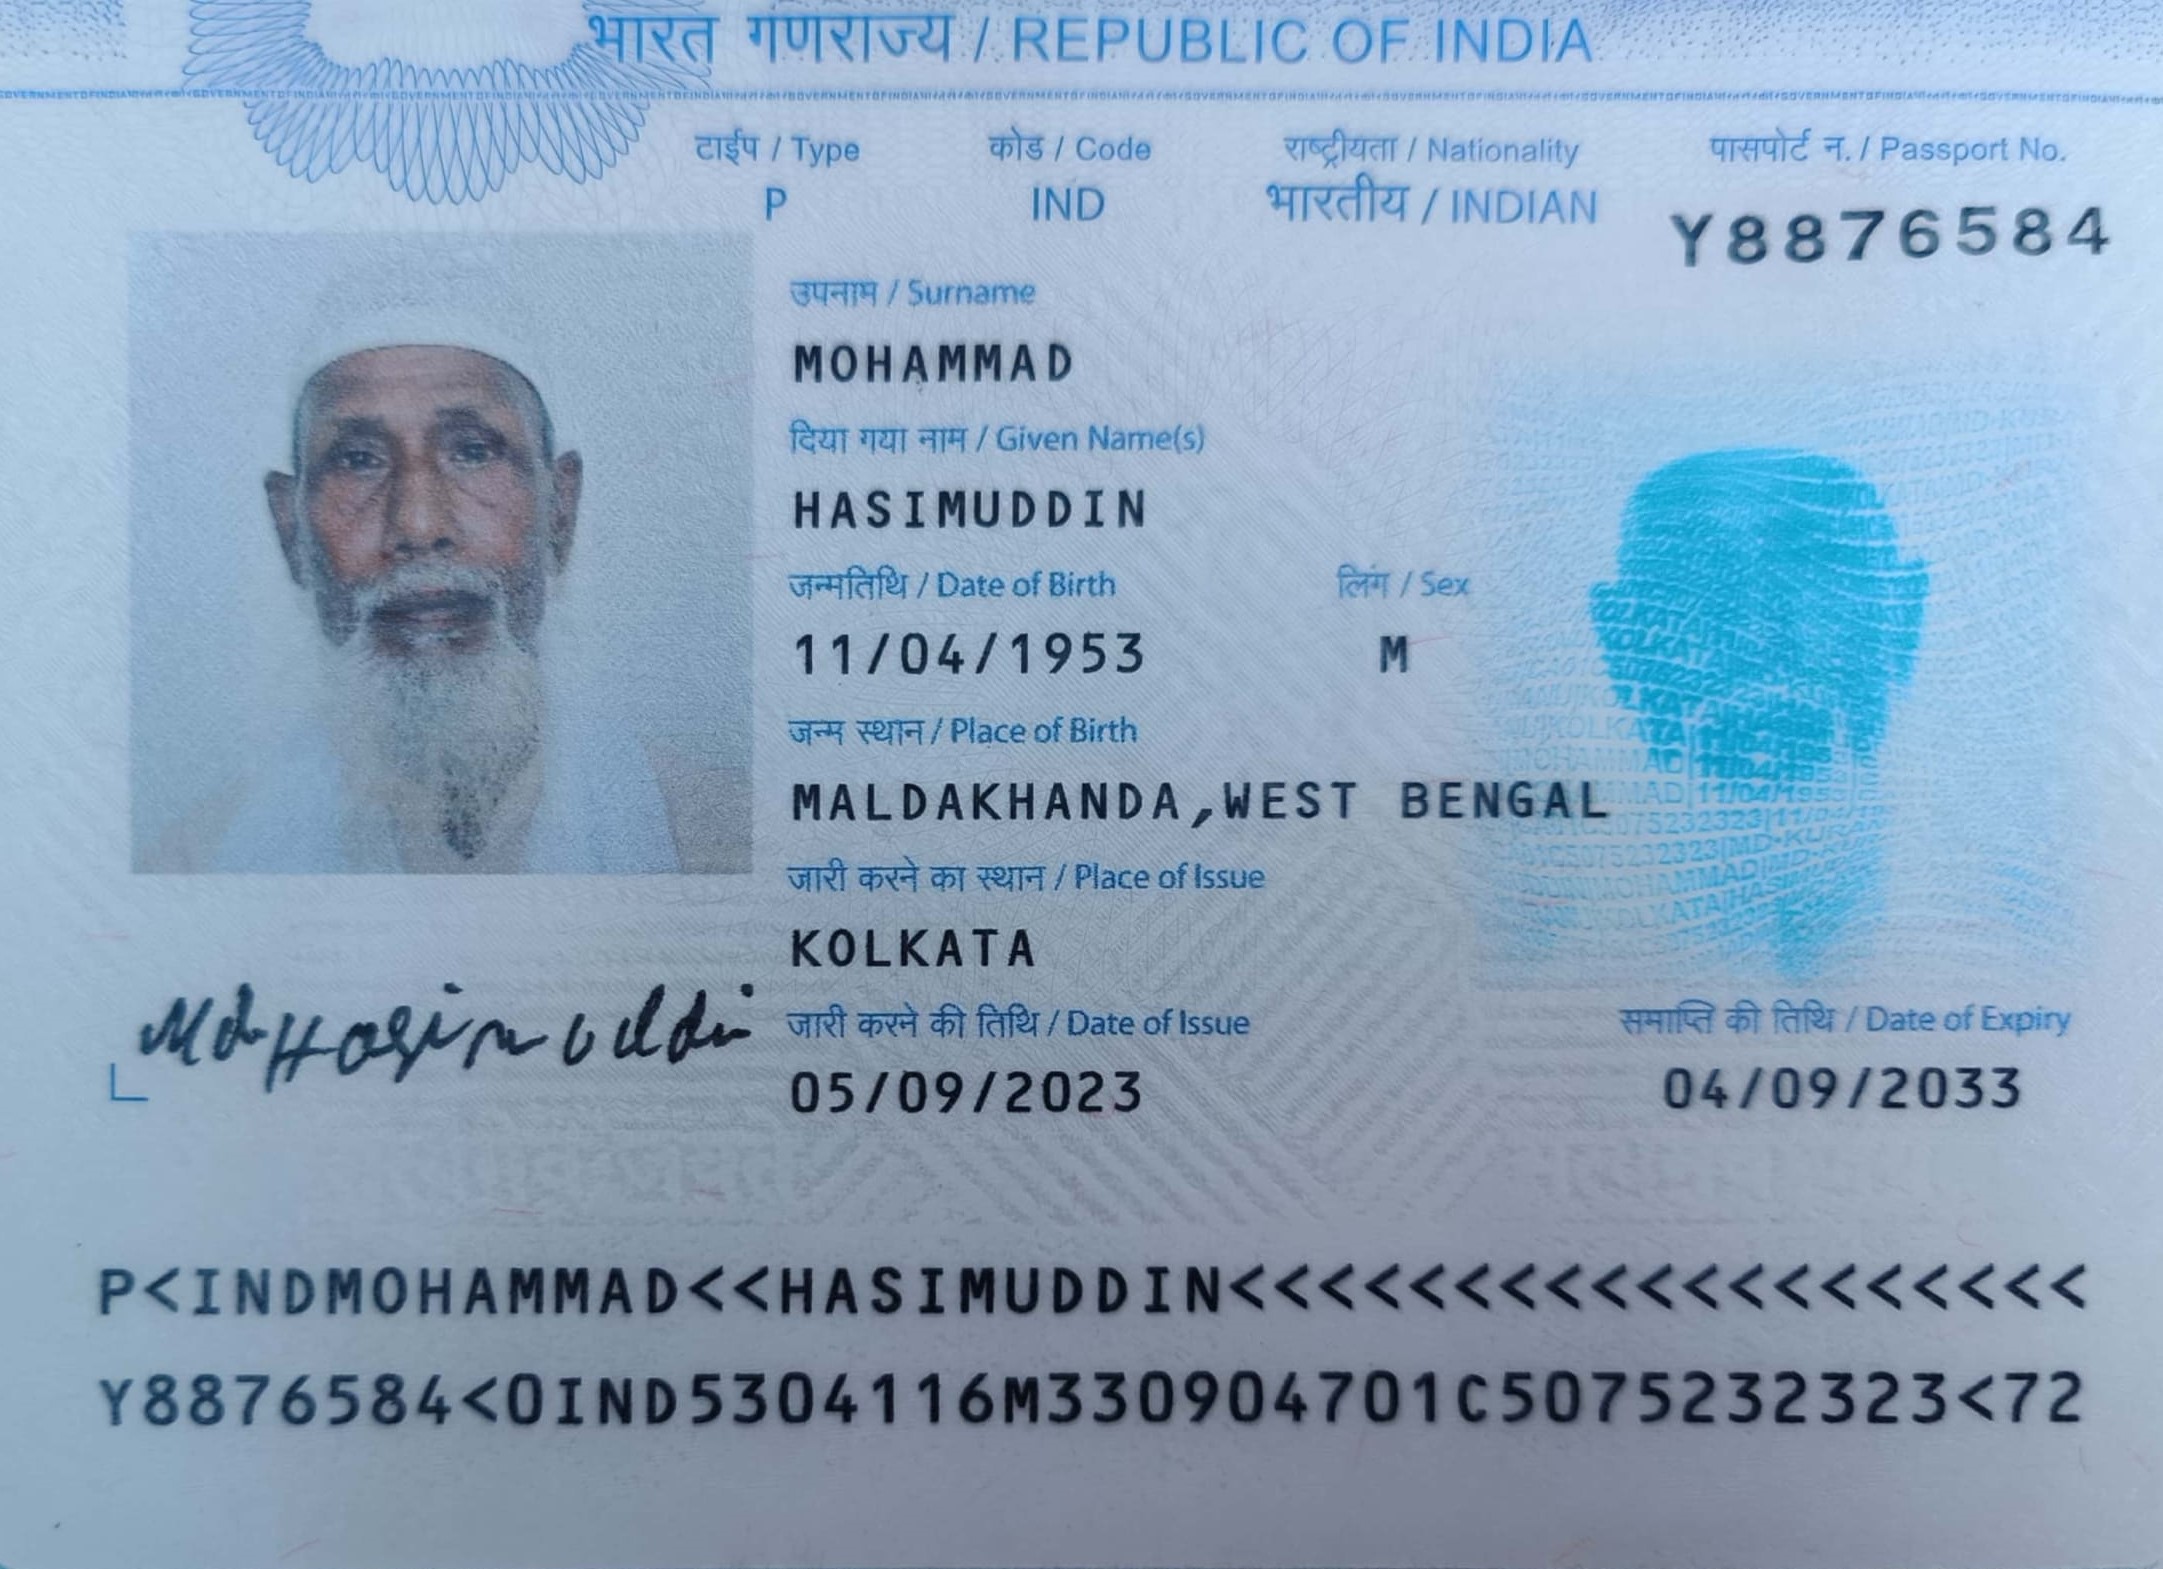 भारत गणराज्य / REPUBLIC OF INDIA
टाईप / Type कोड / Code राष्ट्रीयता / Nationality पासपोर्ट न. / Passport No.
P IND भारतीय / INDIAN Y8876584
उपनाम / Surname
MOHAMMAD
दिया गया नाम / Given Name(s)
HASIMUDDIN
जन्मतिथि / Date of Birth लिंग / Sex
11/04/1953 M
जन्म स्थान / Place of Birth
MALDAKHANDA,WEST BENGAL
जारी करने का स्थान / Place of Issue
KOLKATA
Md Hasimuddin
जारी करने की तिथि / Date of Issue समाप्ति की तिथि / Date of Expiry
05/09/2023 04/09/2033
P<INDMOHAMMAD<<HASIMUDDIN<<<<<<<<<<<<<<<<<<<
Y8876584<0IND5304116M330904701C5075232323<72